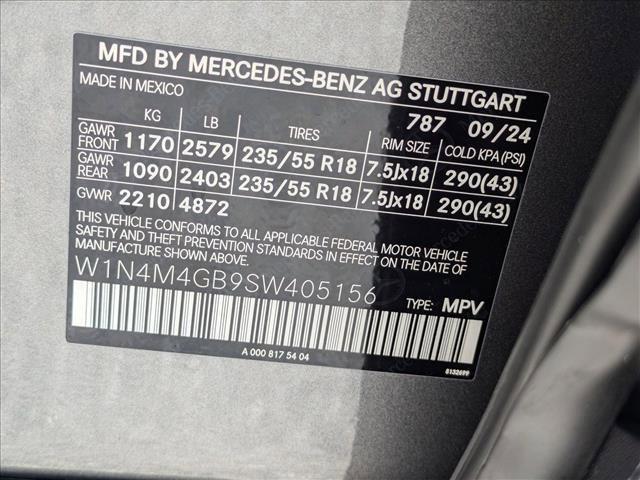 MFD BY MERCEDES-BENZ AG STUTTGART
MADE IN MEXICO 787 09/24
KG LB TIRES RIM SIZE COLD KPA (PSI)
GAWR FRONT 1170 2579 235/55 R18 7.5Jx18 290(43)
GAWR REAR 1090 2403 235/55 R18 7.5Jx18 290(43)
GVWR 2210 4872
THIS VEHICLE CONFORMS TO ALL APPLICABLE FEDERAL MOTOR VEHICLE
SAFETY AND THEFT PREVENTION STANDARDS IN EFFECT ON THE DATE OF
MANUFACTURE SHOWN ABOVE.
W1N4M4GB9SW405156 TYPE: MPV
A 000 817 54 04